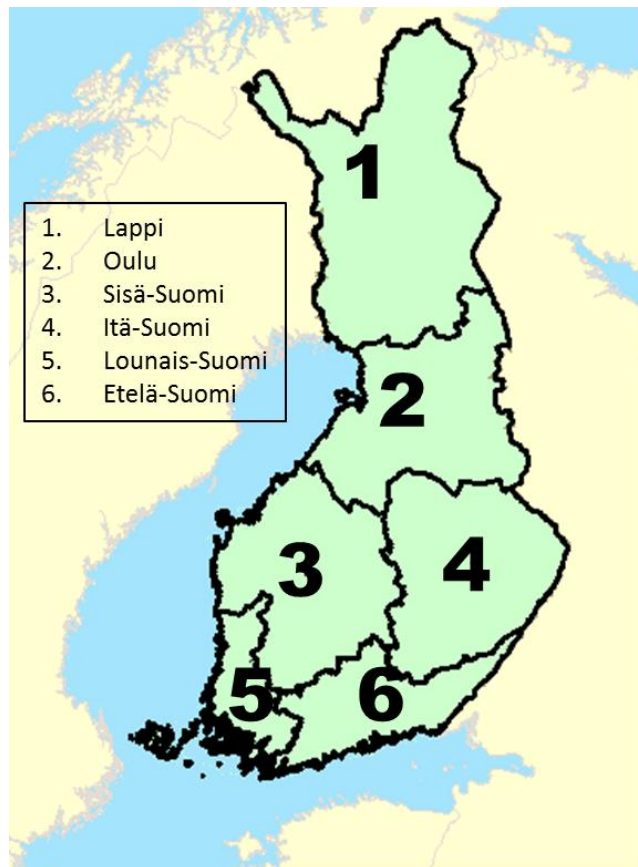 1
1. Lappi
2. Oulu
3. Sisä-Suomi
4. Itä-Suomi
5. Lounais-Suomi
6. Etelä-Suomi
2
3
4
5
6